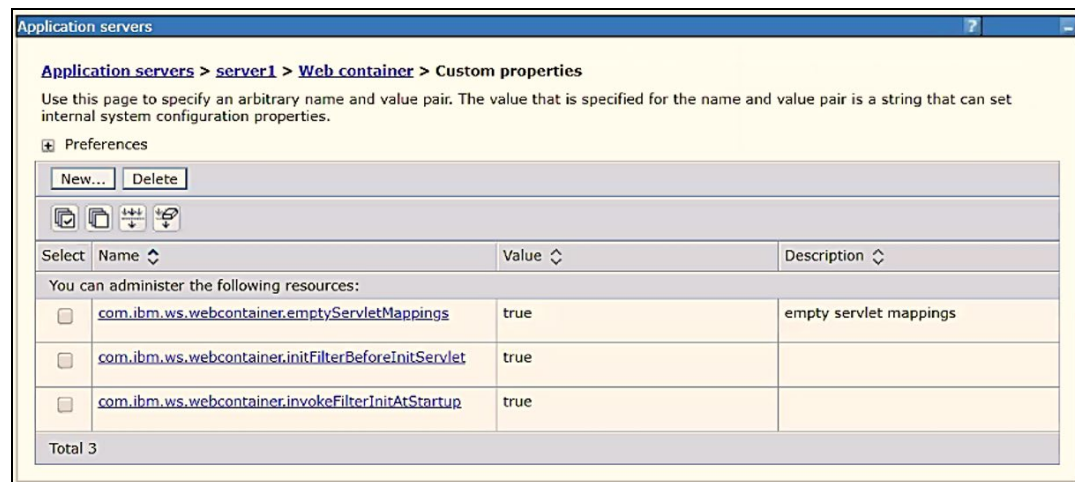 Application servers ? –
Application servers > server1 > Web container > Custom properties
Use this page to specify an arbitrary name and value pair. The value that is specified for the name and value pair is a string that can set
internal system configuration properties.
+ Preferences
New... Delete
Select Name Value Description
You can administer the following resources:
com.ibm.ws.webcontainer.emptyServletMappings true empty servlet mappings
com.ibm.ws.webcontainer.initFilterBeforeInitServlet true
com.ibm.ws.webcontainer.invokeFilterInitAtStartup true
Total 3